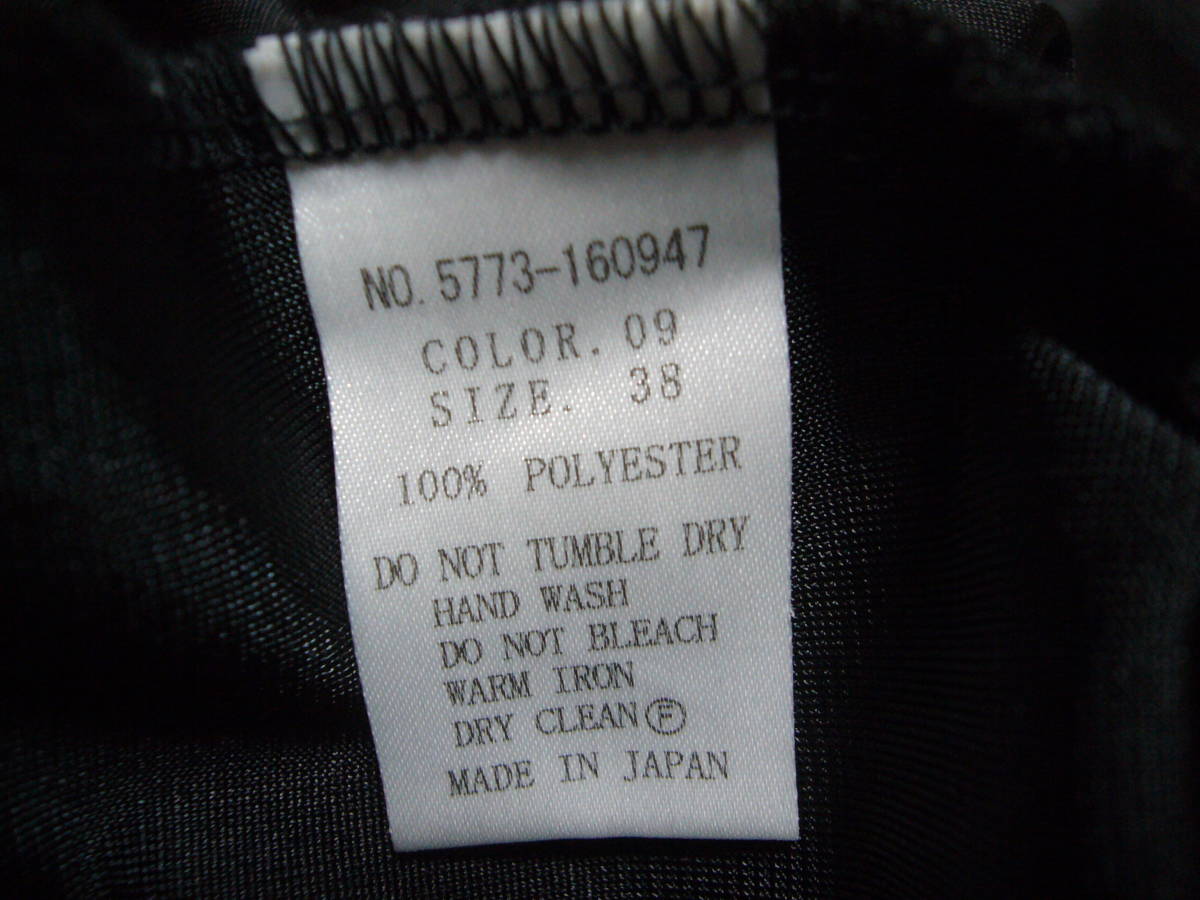 NO. 5773-160947
COLOR. 09
SIZE. 38
100% POLYESTER
DO NOT TUMBLE DRY
HAND WASH
DO NOT BLEACH
WARM IRON
DRY CLEAN Ⓕ
MADE IN JAPAN